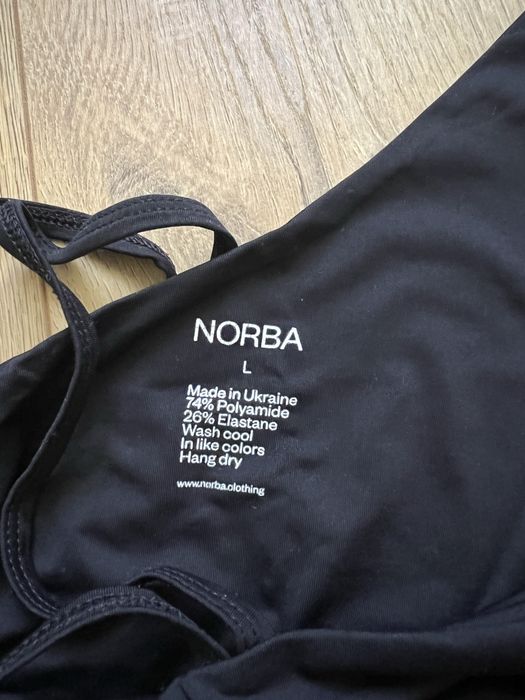 NORBA
L
Made in Ukraine
74% Polyamide
26% Elastane
Wash cool
In like colors
Hang dry
www.norba.clothing